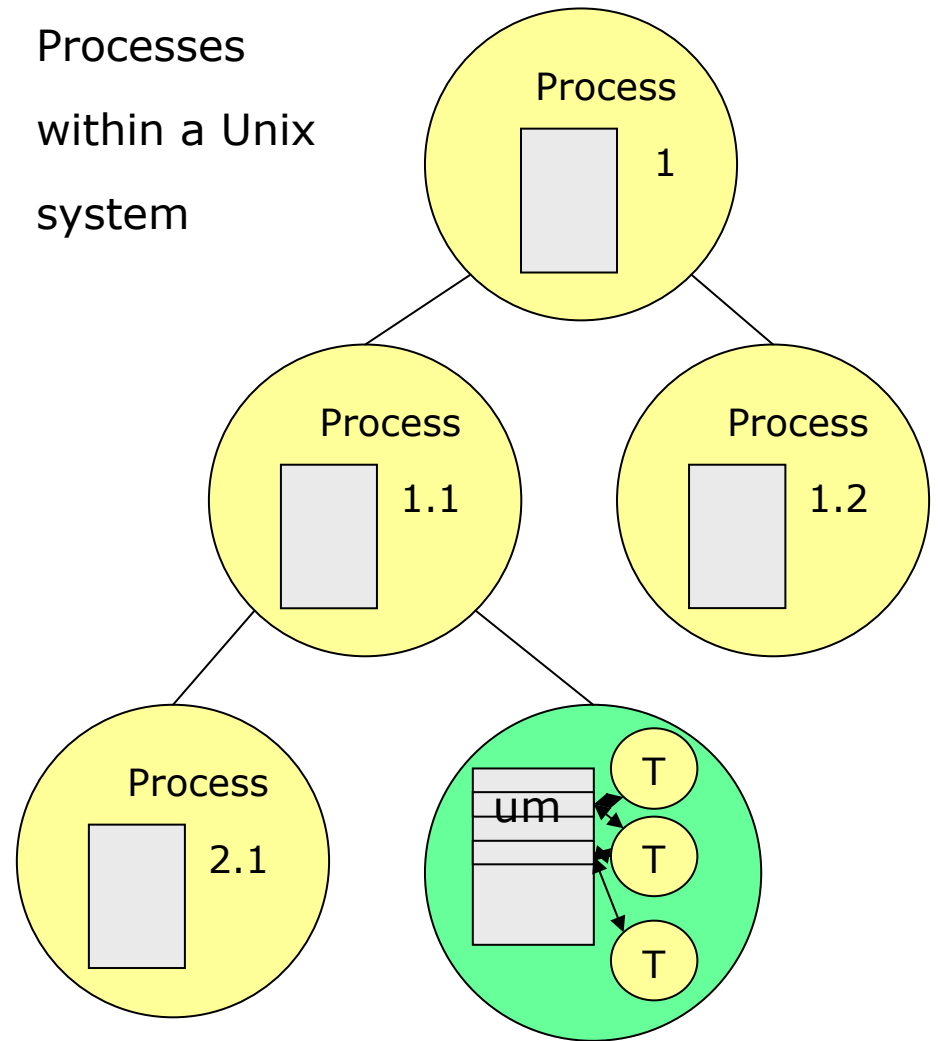 Processes
within a Unix
system
Process
1
Process
1.1
Process
1.2
Process
2.1
um
T
T
T